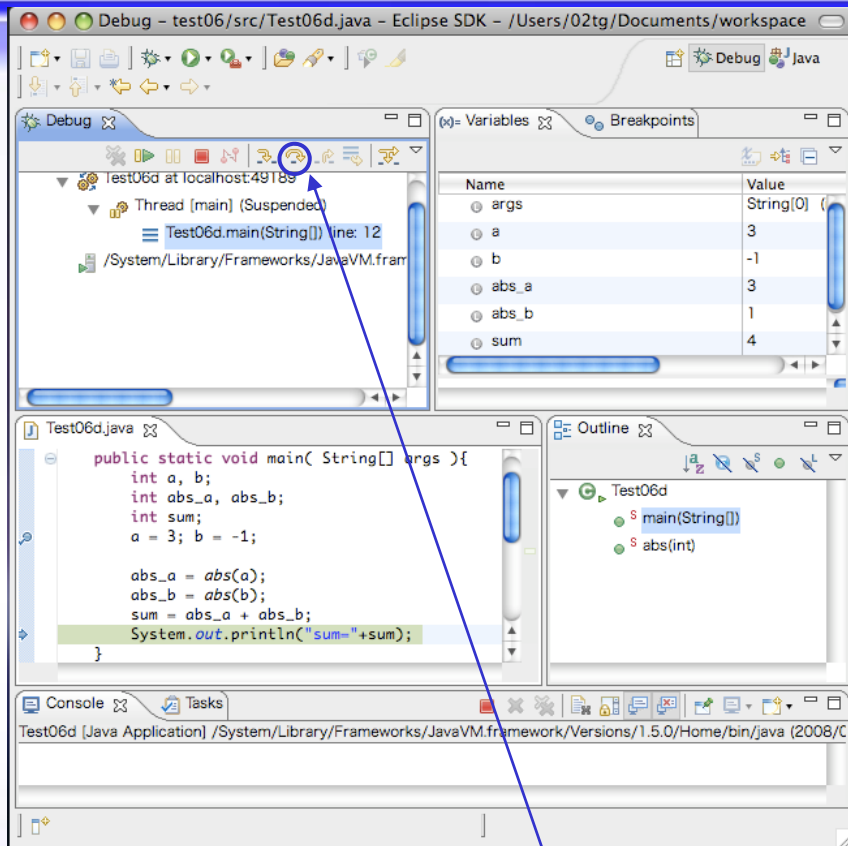 Debug - test06/src/Test06d.java - Eclipse SDK - /Users/02tg/Documents/workspace
Debug
Java
Debug
Test06d at localhost:49189
Thread [main] (Suspended)
Test06d.main(String[]) line: 12
/System/Library/Frameworks/JavaVM.fram
(x)= Variables
Breakpoints
Name Value
args String[0] (
a 3
b -1
abs_a 3
abs_b 1
sum 4
Test06d.java
public static void main( String[] args ){
int a, b;
int abs_a, abs_b;
int sum;
a = 3; b = -1;
abs_a = abs(a);
abs_b = abs(b);
sum = abs_a + abs_b;
System.out.println("sum="+sum);
}
Outline
Test06d
main(String[])
abs(int)
Console
Tasks
Test06d [Java Application] /System/Library/Frameworks/JavaVM.framework/Versions/1.5.0/Home/bin/java (2008/